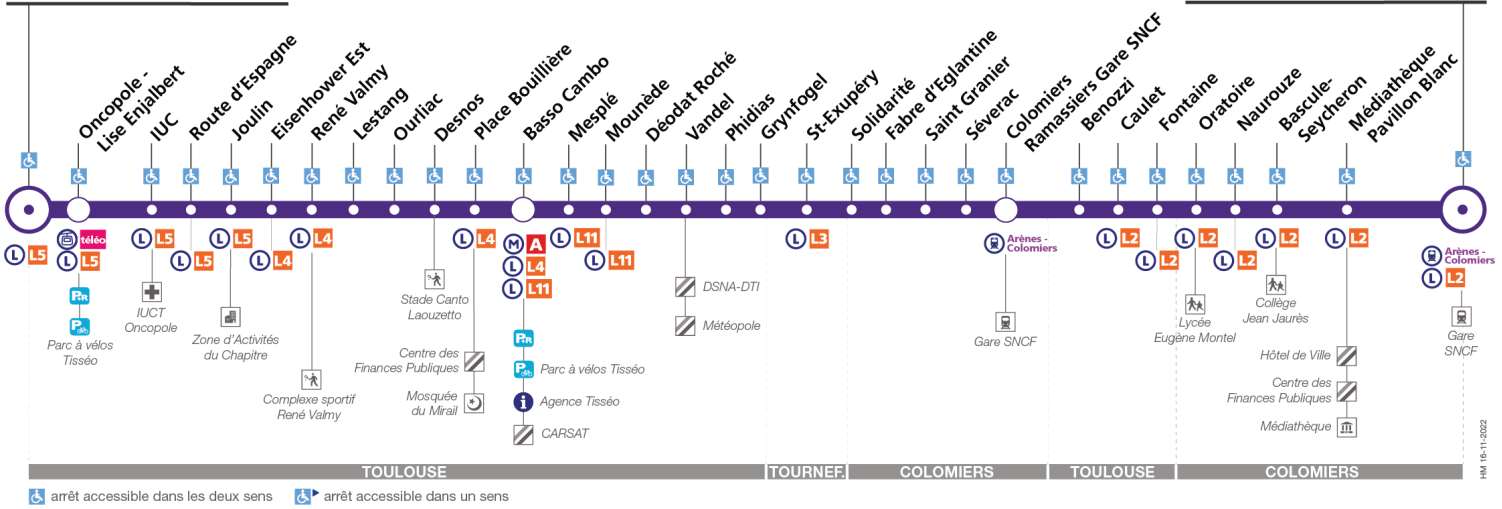 Oncopole -
Lise Enjalbert
IUC
Route d'Espagne
Joulin
Eisenhower Est
René Valmy
Lestang
Ourliac
Desnos
Place Bouillière
Basso Cambo
Mesplé
Mounède
Déodat Roché
Vandel
Phidias
Grynfogel
St-Exupéry
Solidarité
Fabre d'Eglantine
Saint Granier
Séverac
Colomiers
Ramassiers Gare SNCF
Benozzi
Caulet
Fontaine
Oratoire
Naurouze
Bascule-
Seycheron
Médiathèque
Pavillon Blanc
L L5
téléo
L L5
P+R
P
Parc à vélos
Tisséo
L L5
IUCT
Oncopole
L L5
L L5
Zone d'Activités
du Chapitre
L L4
L L4
Complexe sportif
René Valmy
Stade Canto
Laouzetto
L L4
Centre des
Finances Publiques
Mosquée
du Mirail
M A
L L4
L L11
P+R
P Parc à vélos Tisséo
i Agence Tisséo
CARSAT
L L11
L L11
DSNA-DTI
Météopole
L L3
Arènes -
Colomiers
Gare SNCF
L L2
L L2
L L2
Lycée
Eugène Montel
L L2
L L2
Collège
Jean Jaurès
L L2
Hôtel de Ville
Centre des
Finances Publiques
Médiathèque
Arènes -
Colomiers
L L2
Gare
SNCF
TOULOUSE TOURNEF. COLOMIERS TOULOUSE COLOMIERS
arrêt accessible dans les deux sens arrêt accessible dans un sens
HM 16-11-2022